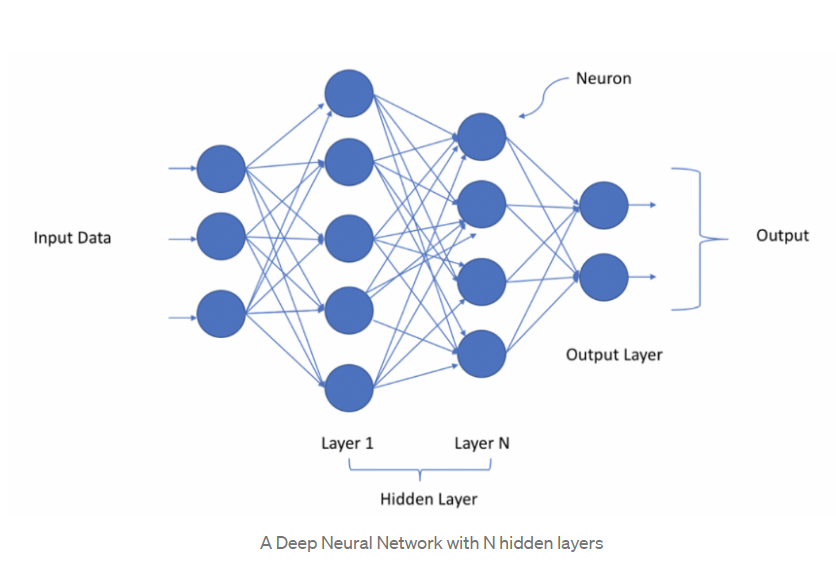 Neuron
Input Data
Output
Output Layer
Layer 1
Layer N
Hidden Layer
A Deep Neural Network with N hidden layers